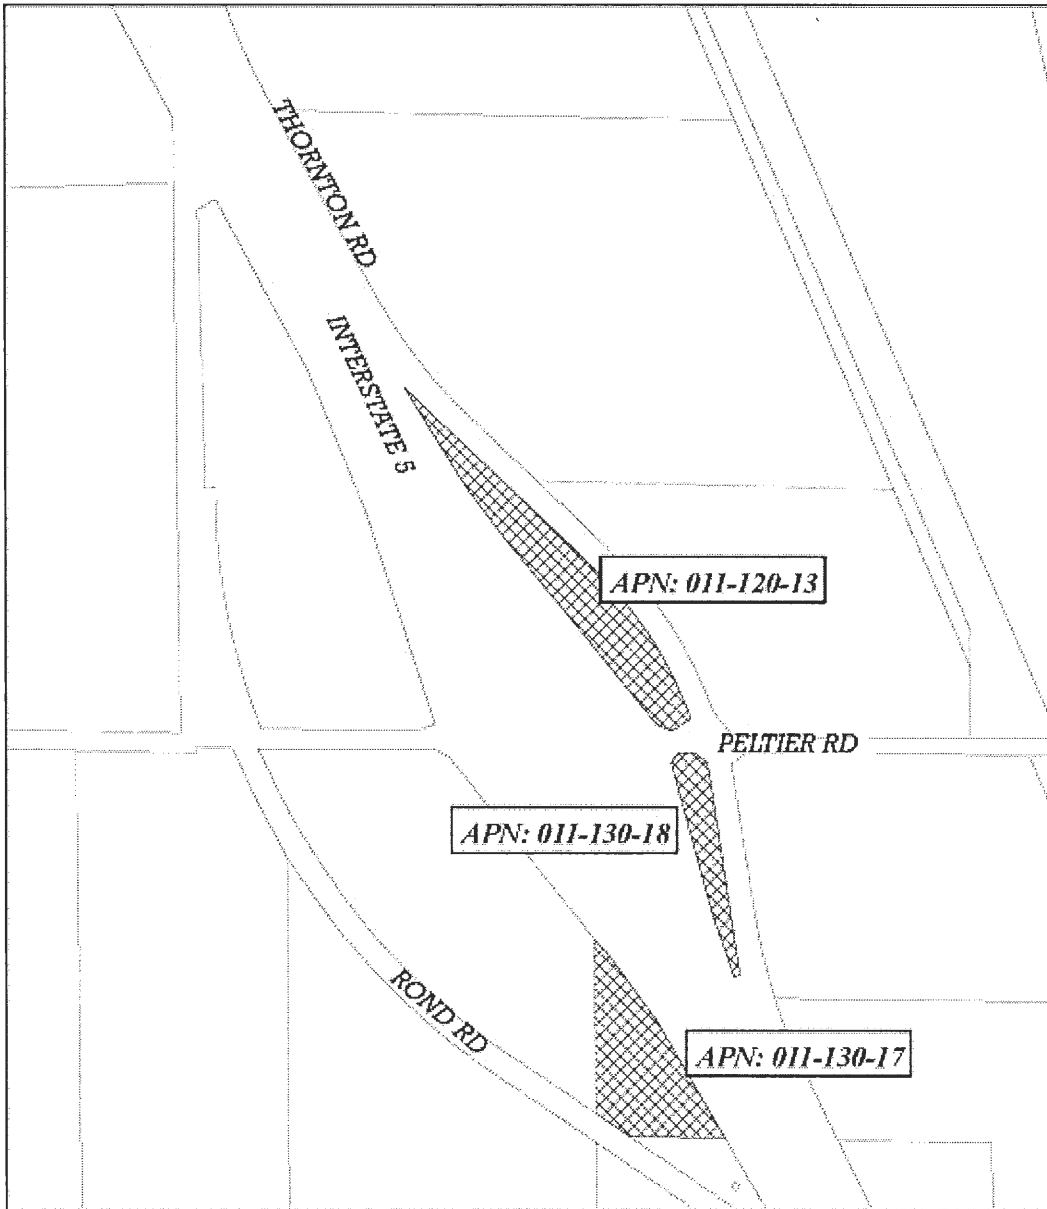 THORNTON RD
INTERSTATE 5
APN: 011-120-13
PELTIER RD
APN: 011-130-18
ROND RD
APN: 011-130-17